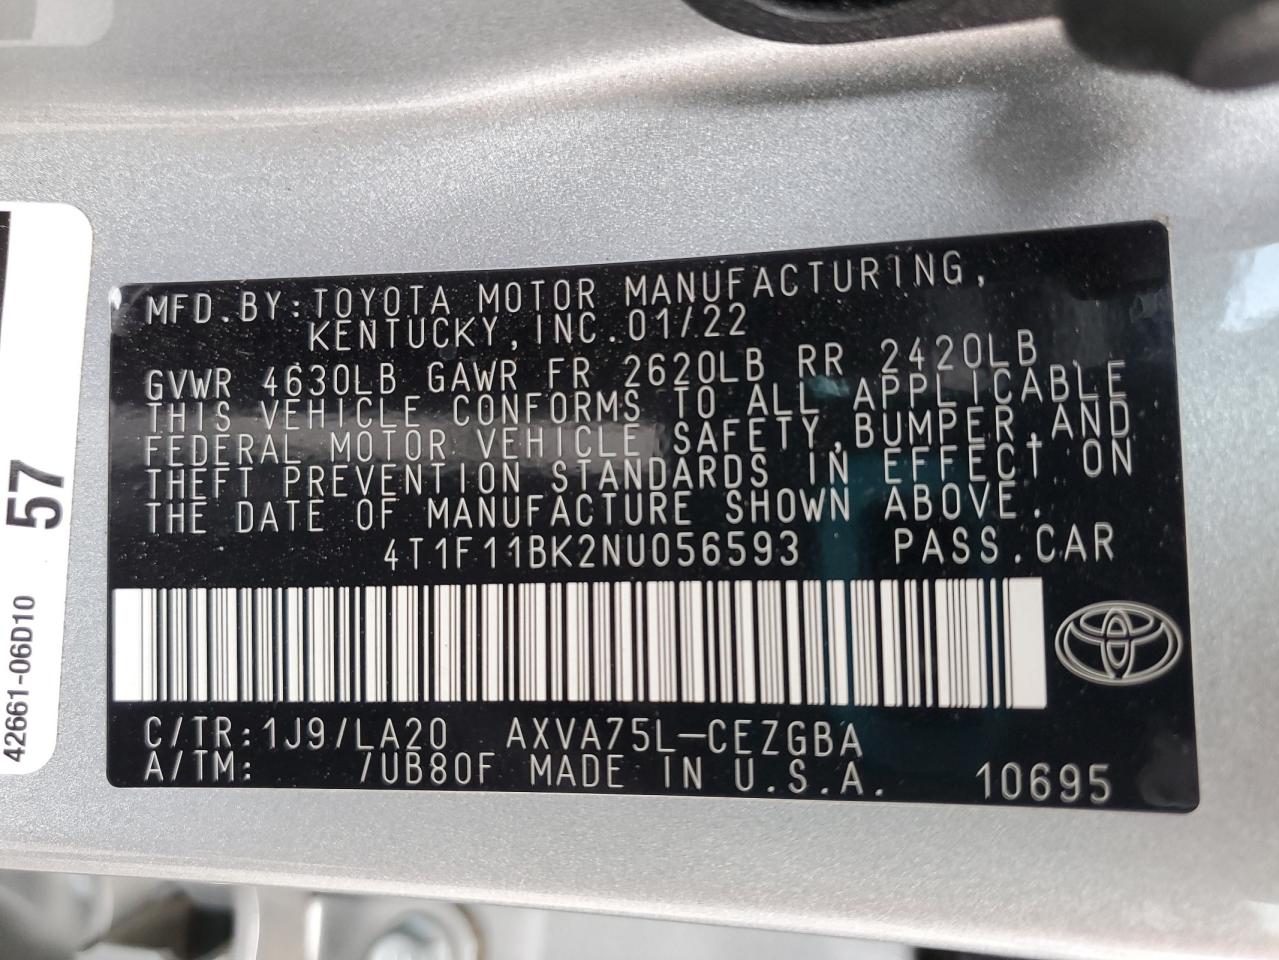 MFD.BY:TOYOTA MOTOR MANUFACTURING,
KENTUCKY,INC.01/22
GVWR 4630LB GAWR FR 2620LB RR 2420LB
THIS VEHICLE CONFORMS TO ALL APPLICABLE
FEDERAL MOTOR VEHICLE SAFETY,BUMPER,AND
THEFT PREVENTION STANDARDS IN EFFECT ON
THE DATE OF MANUFACTURE SHOWN ABOVE.
4T1F11BK2NU056593 PASS.CAR
C/TR:1J9/LA20 AXVA75L-CEZGBA
A/TM: /UB80F MADE IN U.S.A. 10695
57
42661-06D10